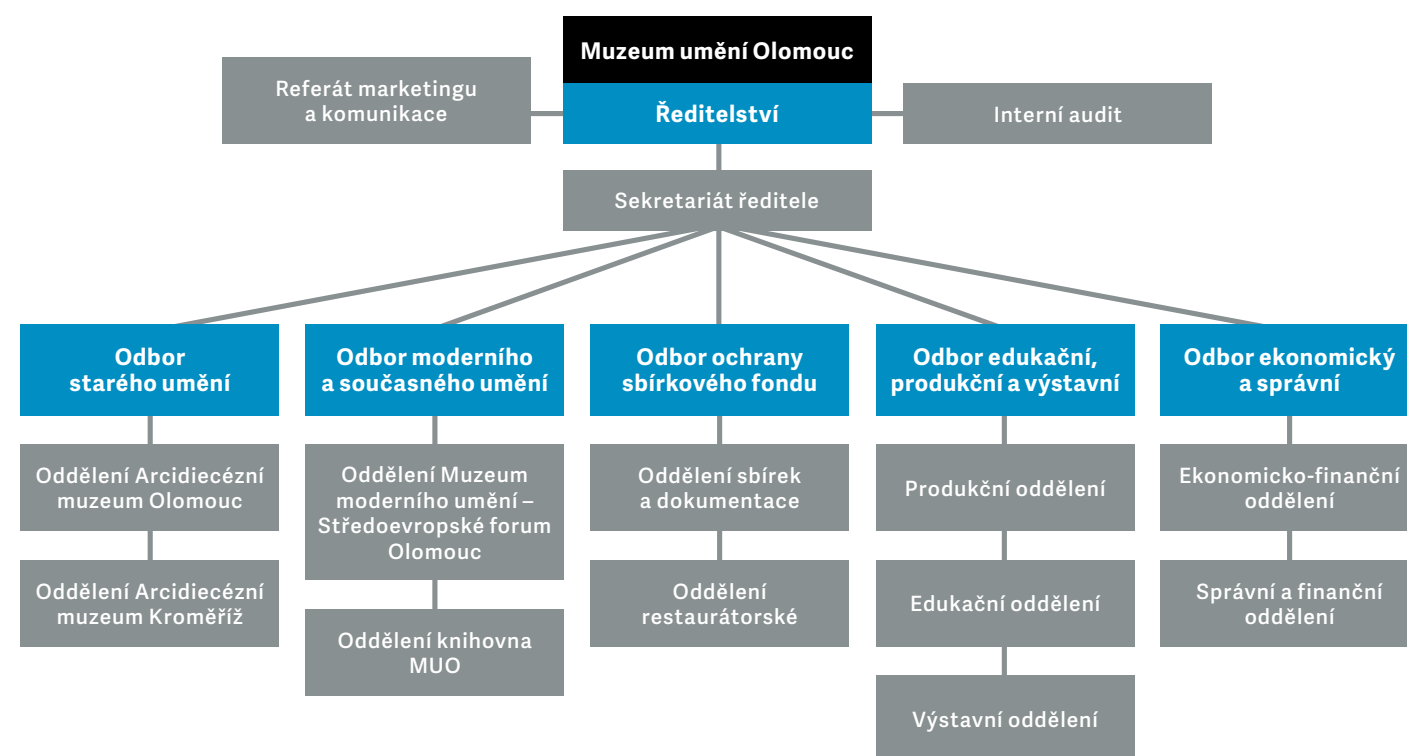 Muzeum umění Olomouc
Referát marketingu
a komunikace
Ředitelství
Interní audit
Sekretariát ředitele
Odbor
starého umění
Odbor moderního
a současného umění
Odbor ochrany
sbírkového fondu
Odbor edukační,
produkční a výstavní
Odbor ekonomický
a správní
Oddělení Arcidiecézní
muzeum Olomouc
Oddělení Muzeum
moderního umění –
Středoevropské forum
Olomouc
Oddělení sbírek
a dokumentace
Produkční oddělení
Ekonomicko-finanční
oddělení
Oddělení Arcidiecézní
muzeum Kroměříž
Oddělení knihovna
MUO
Oddělení
restaurátorské
Edukační oddělení
Správní a finanční
oddělení
Výstavní oddělení